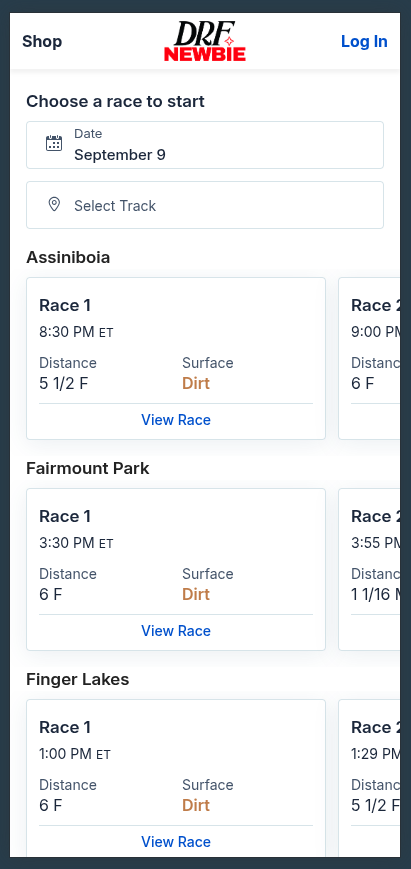 Shop
DRF
NEWBIE
Log In
Choose a race to start
Date
September 9
Select Track
Assiniboia
Race 1
8:30 PM ET
Distance Surface
5 1/2 F Dirt
View Race
Race 2
9:00 PM
Distanc
6 F
Fairmount Park
Race 1
3:30 PM ET
Distance Surface
6 F Dirt
View Race
Race 2
3:55 PM
Distanc
1 1/16 M
Finger Lakes
Race 1
1:00 PM ET
Distance Surface
6 F Dirt
View Race
Race 2
1:29 PM
Distanc
5 1/2 F